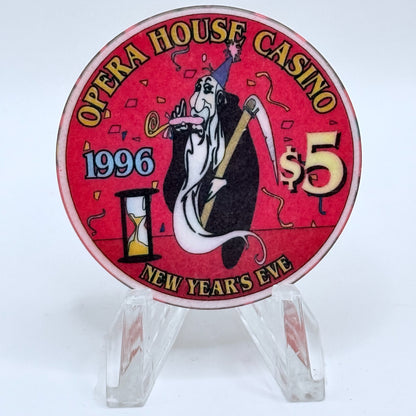 OPERA HOUSE CASINO
1996
$5
NEW YEAR'S EVE